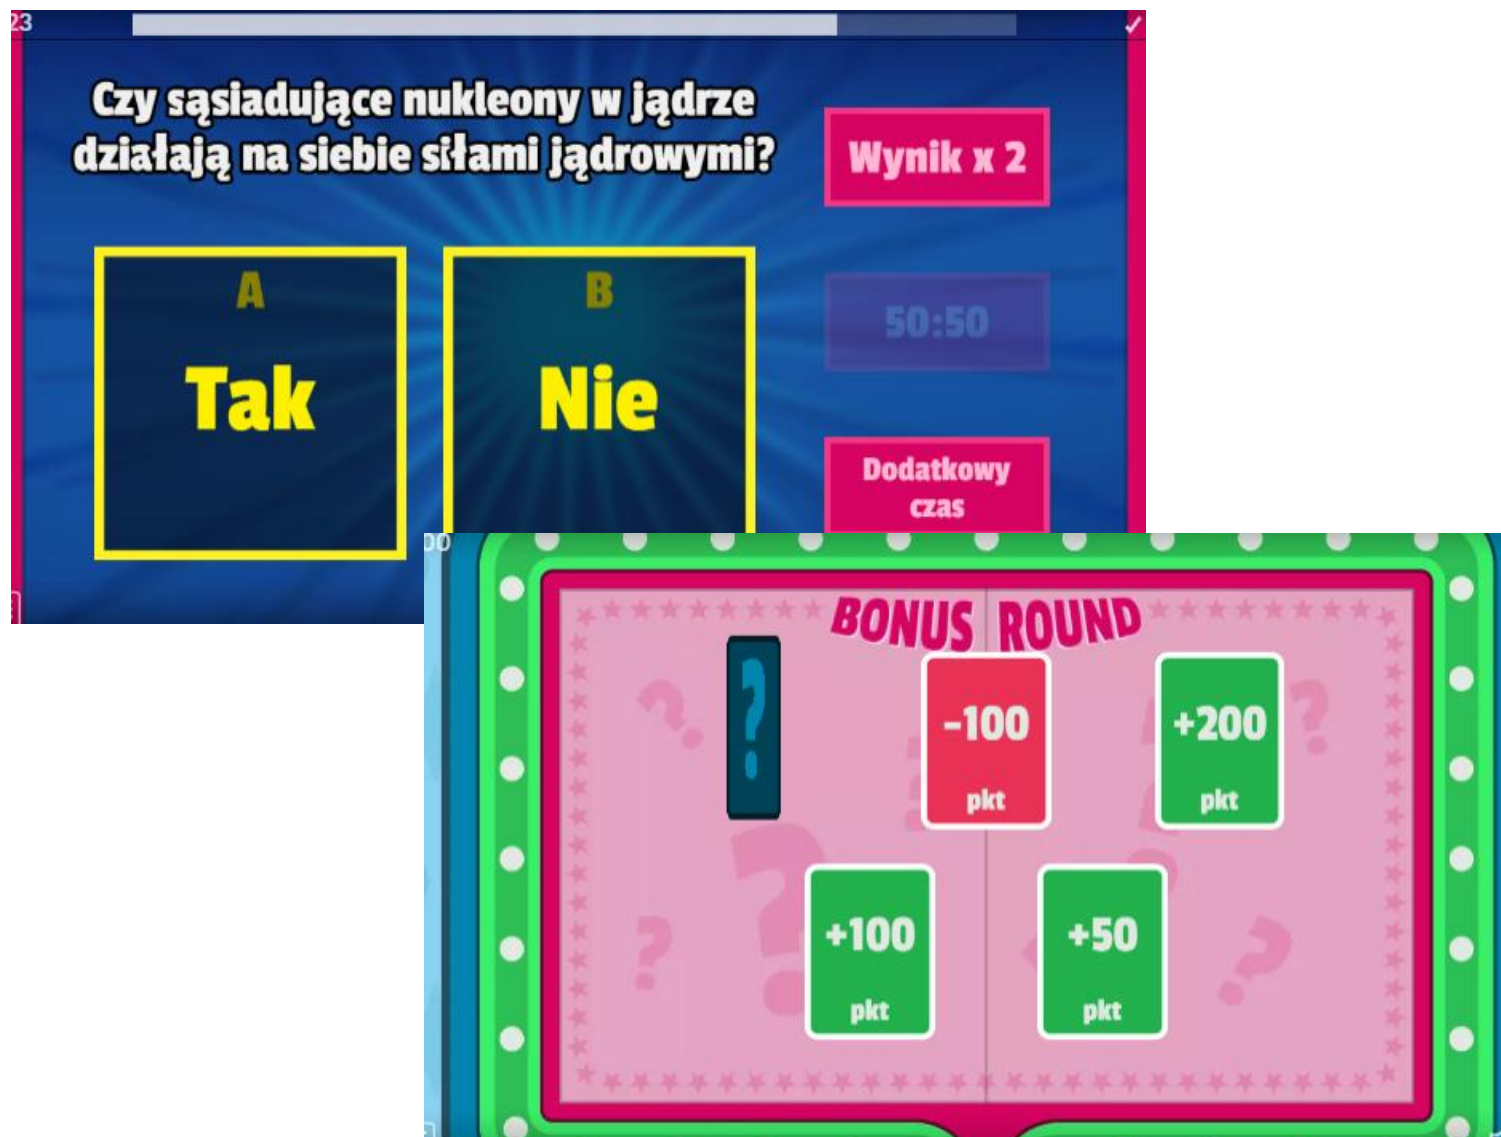 23
Czy sąsiadujące nukleony w jądrze
działają na siebie siłami jądrowymi?
Wynik x 2
A
Tak
B
Nie
50:50
Dodatkowy
czas
00
BONUS ROUND
?
-100
pkt
+200
pkt
+100
pkt
+50
pkt